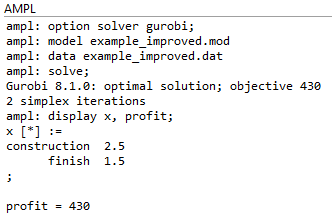 AMPL
ampl: option solver gurobi;
ampl: model example_improved.mod
ampl: data example_improved.dat
ampl: solve;
Gurobi 8.1.0: optimal solution; objective 430
2 simplex iterations
ampl: display x, profit;
x [*] :=
construction  2.5
      finish  1.5
;

profit = 430